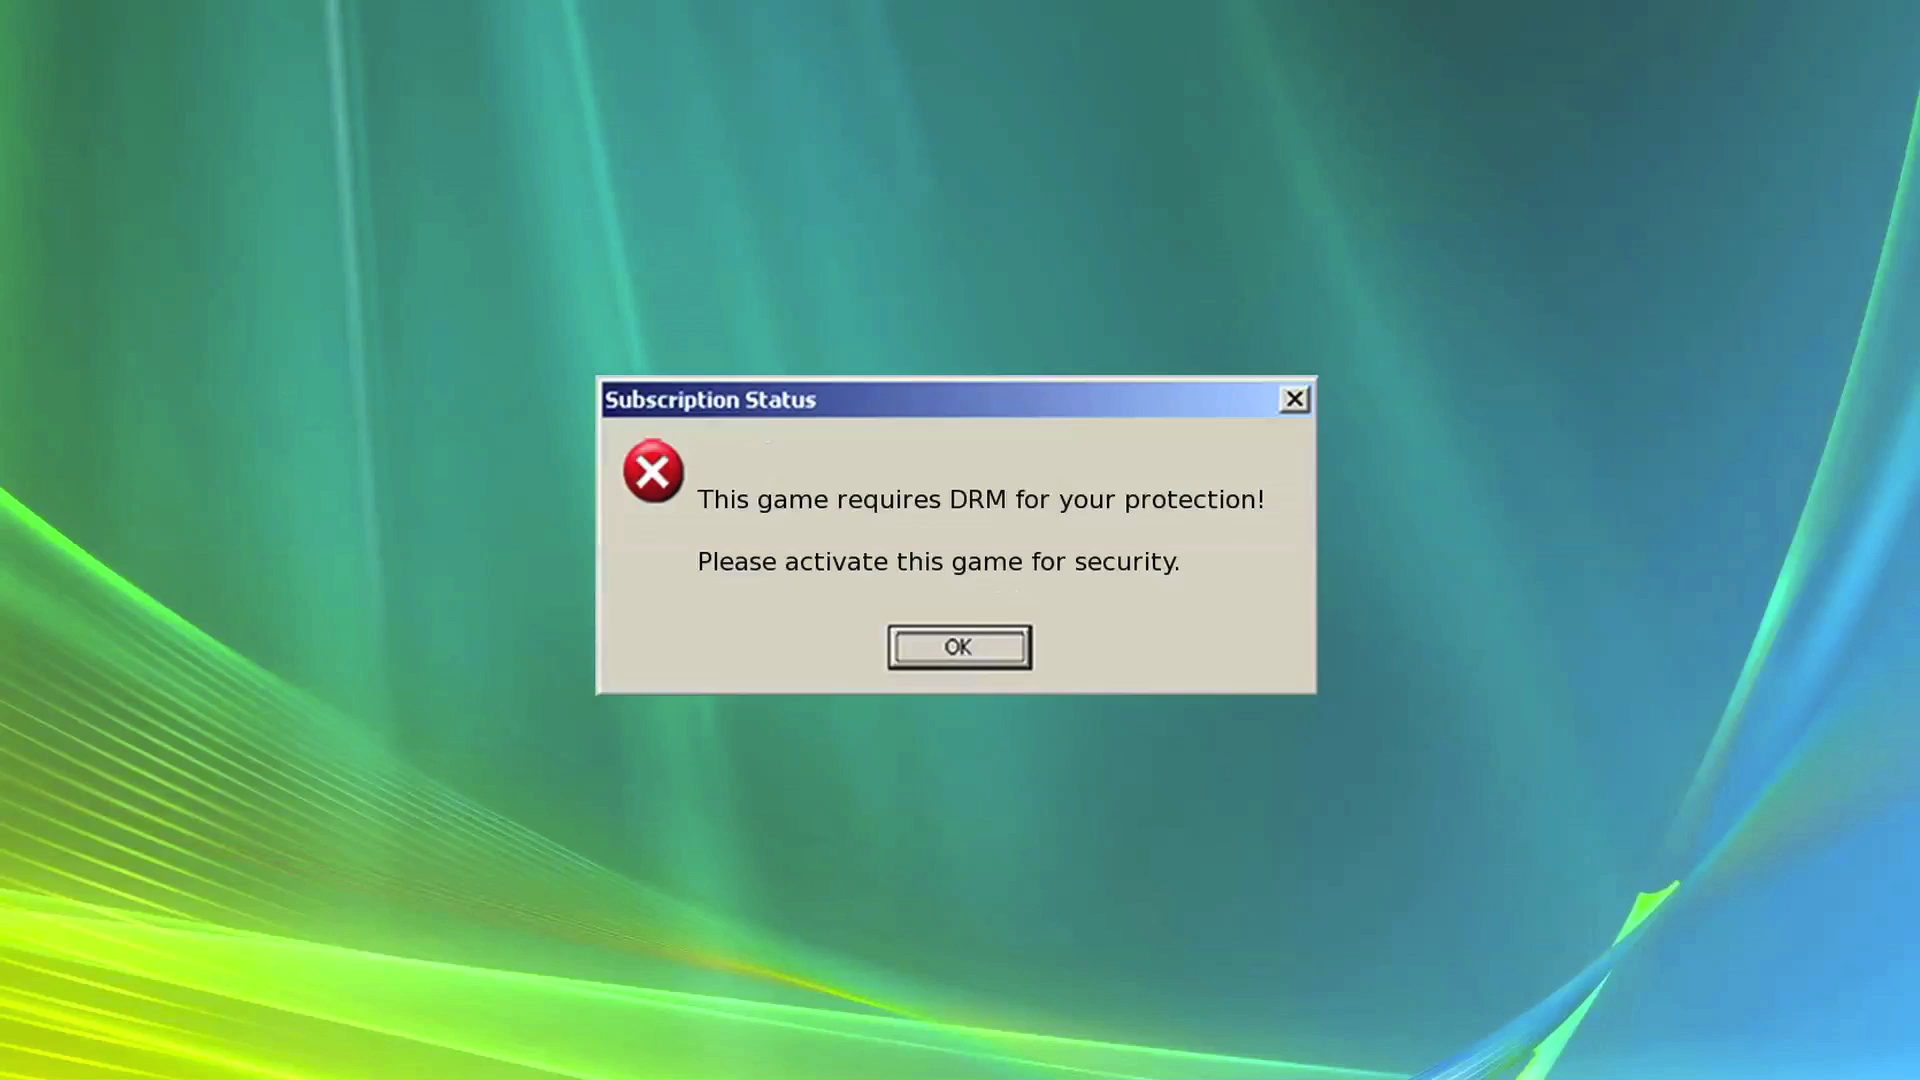 Subscription Status
This game requires DRM for your protection!
Please activate this game for security.
OK